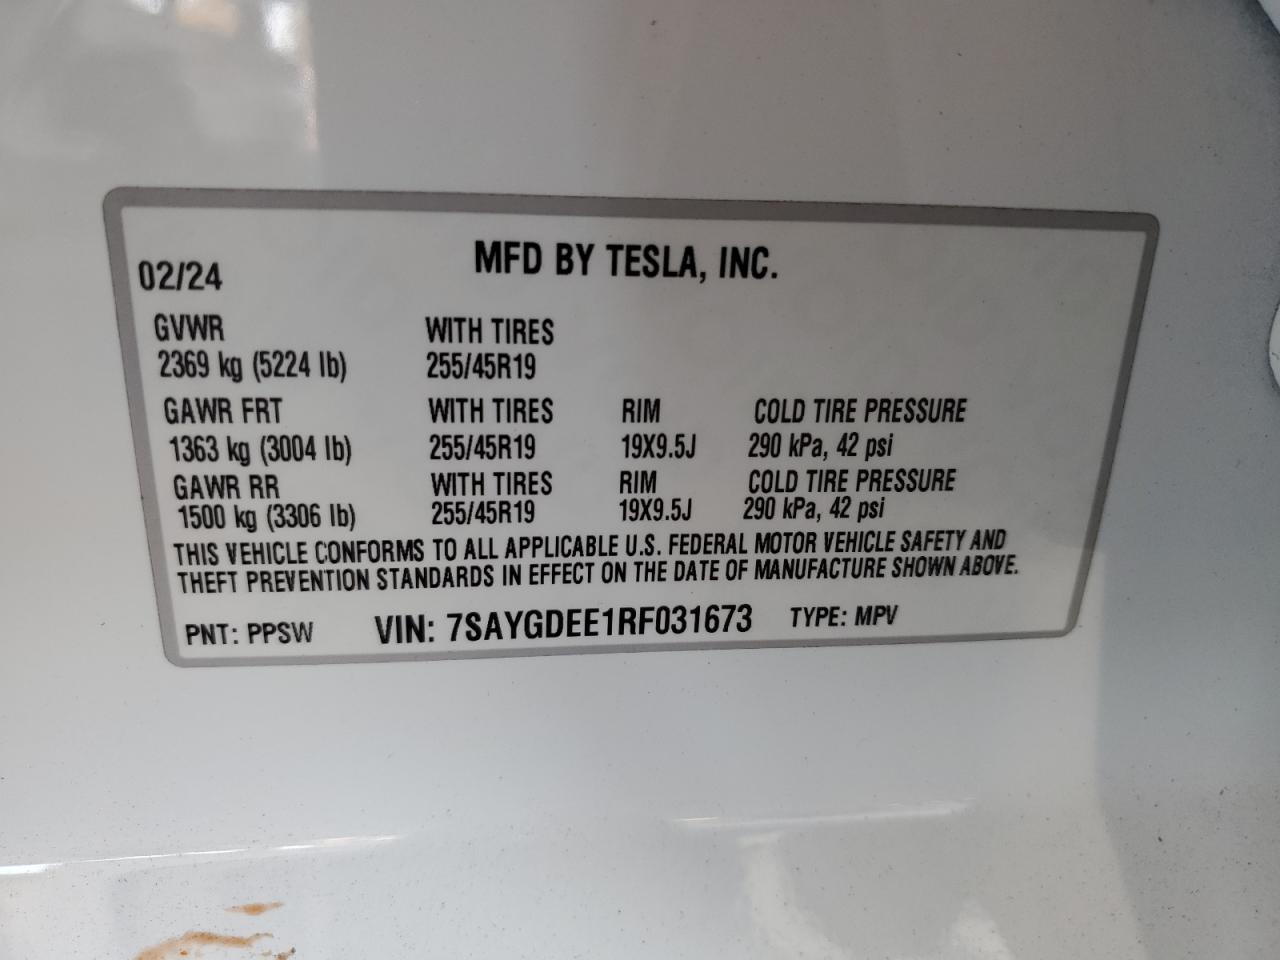 MFD BY TESLA, INC.
02/24
GVWR WITH TIRES
2369 kg (5224 lb) 255/45R19
GAWR FRT WITH TIRES RIM COLD TIRE PRESSURE
1363 kg (3004 lb) 255/45R19 19X9.5J 290 kPa, 42 psi
GAWR RR WITH TIRES RIM COLD TIRE PRESSURE
1500 kg (3306 lb) 255/45R19 19X9.5J 290 kPa, 42 psi
THIS VEHICLE CONFORMS TO ALL APPLICABLE U.S. FEDERAL MOTOR VEHICLE SAFETY AND
THEFT PREVENTION STANDARDS IN EFFECT ON THE DATE OF MANUFACTURE SHOWN ABOVE.
PNT: PPSW VIN: 7SAYGDEE1RF031673 TYPE: MPV